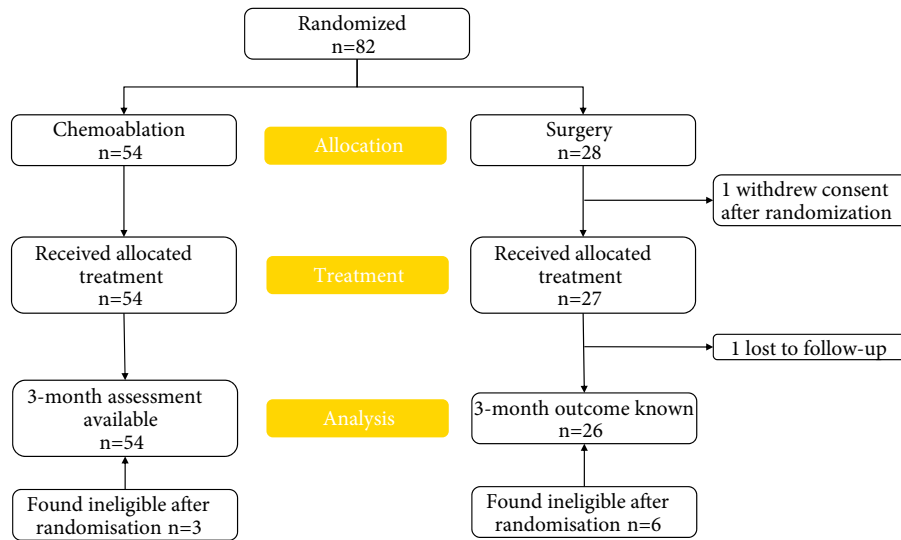 Randomized
n=82
Chemoablation
n=54
Allocation
Surgery
n=28
1 withdrew consent
after randomization
Received allocated
treatment
n=54
Treatment
Received allocated
treatment
n=27
1 lost to follow-up
3-month assessment
available
n=54
Analysis
3-month outcome known
n=26
Found ineligible after
randomisation n=3
Found ineligible after
randomisation n=6